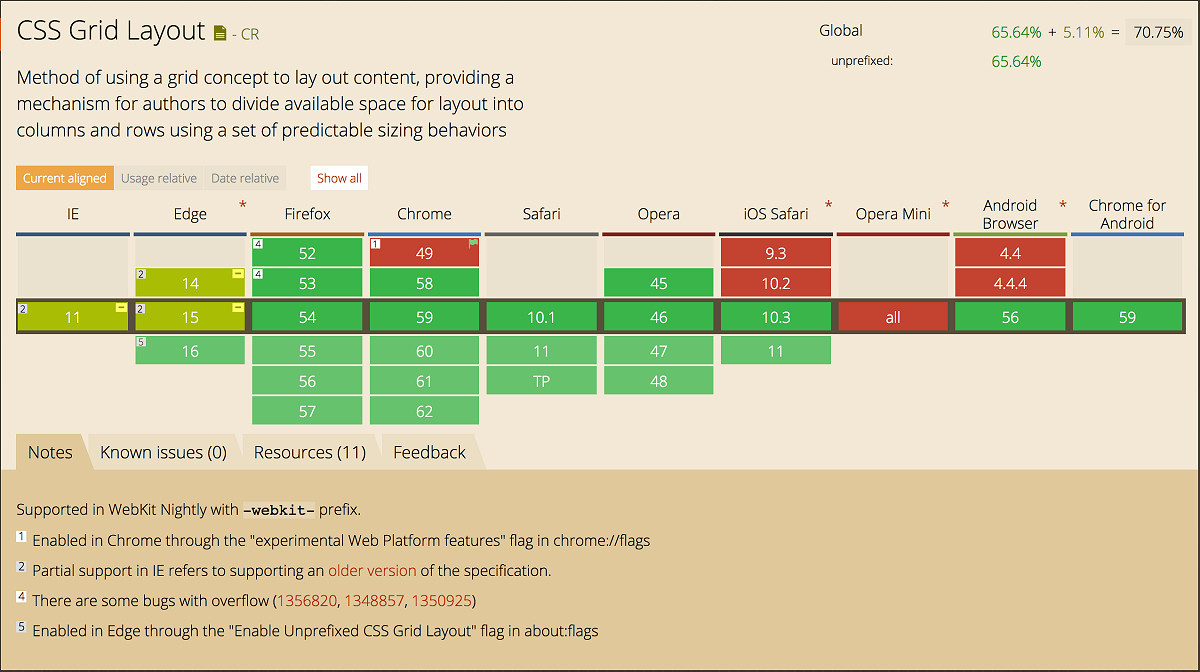 CSS Grid Layout - CR
Global 65.64% + 5.11% = 70.75%
unprefixed: 65.64%
Method of using a grid concept to lay out content, providing a
mechanism for authors to divide available space for layout into
columns and rows using a set of predictable sizing behaviors
Current aligned Usage relative Date relative Show all
IE Edge * Firefox Chrome Safari Opera iOS Safari * Opera Mini * Android Browser * Chrome for Android
4 52 1 49 9.3 4.4
2 14 - 4 53 58 45 10.2 4.4.4
2 11 - 2 15 - 54 59 10.1 46 10.3 all 56 59
5 16 55 60 11 47 11
56 61 TP 48
57 62
Notes Known issues (0) Resources (11) Feedback
Supported in WebKit Nightly with -webkit- prefix.
1 Enabled in Chrome through the "experimental Web Platform features" flag in chrome://flags
2 Partial support in IE refers to supporting an older version of the specification.
4 There are some bugs with overflow (1356820, 1348857, 1350925)
5 Enabled in Edge through the "Enable Unprefixed CSS Grid Layout" flag in about:flags